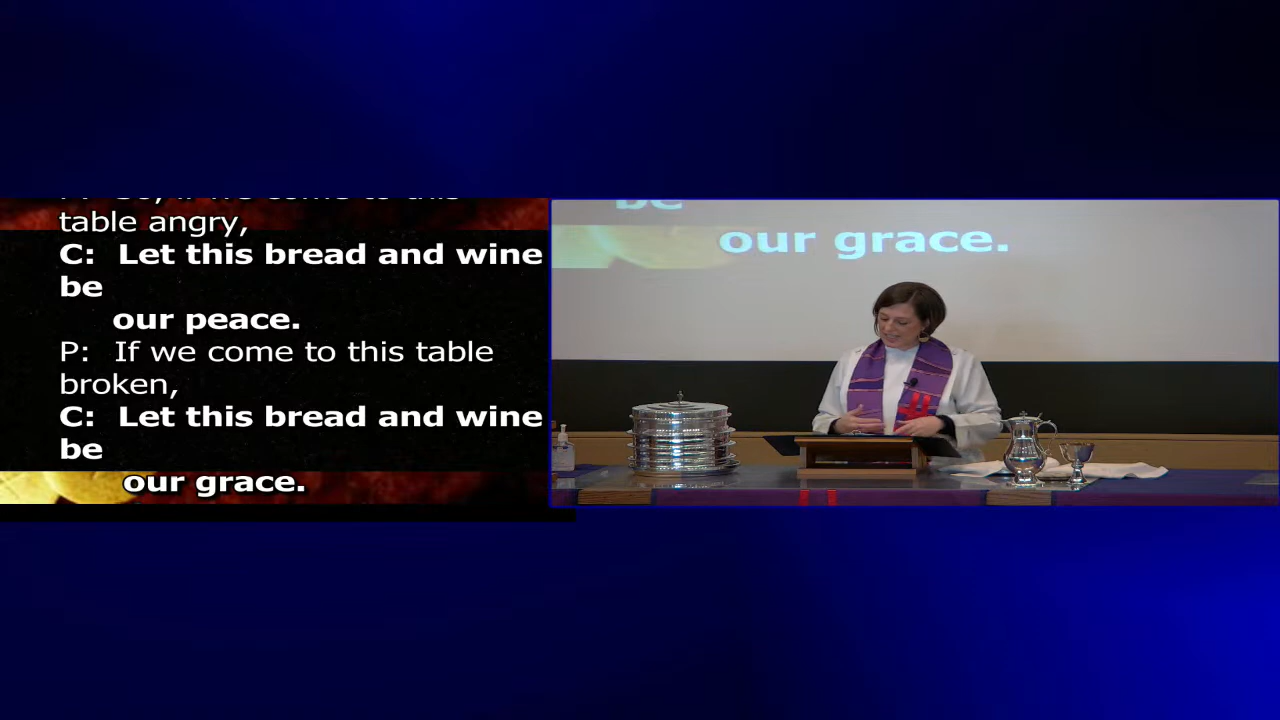 table angry,
C: Let this bread and wine
be
our peace.
P: If we come to this table
broken,
C: Let this bread and wine
be
our grace.
be
our grace.